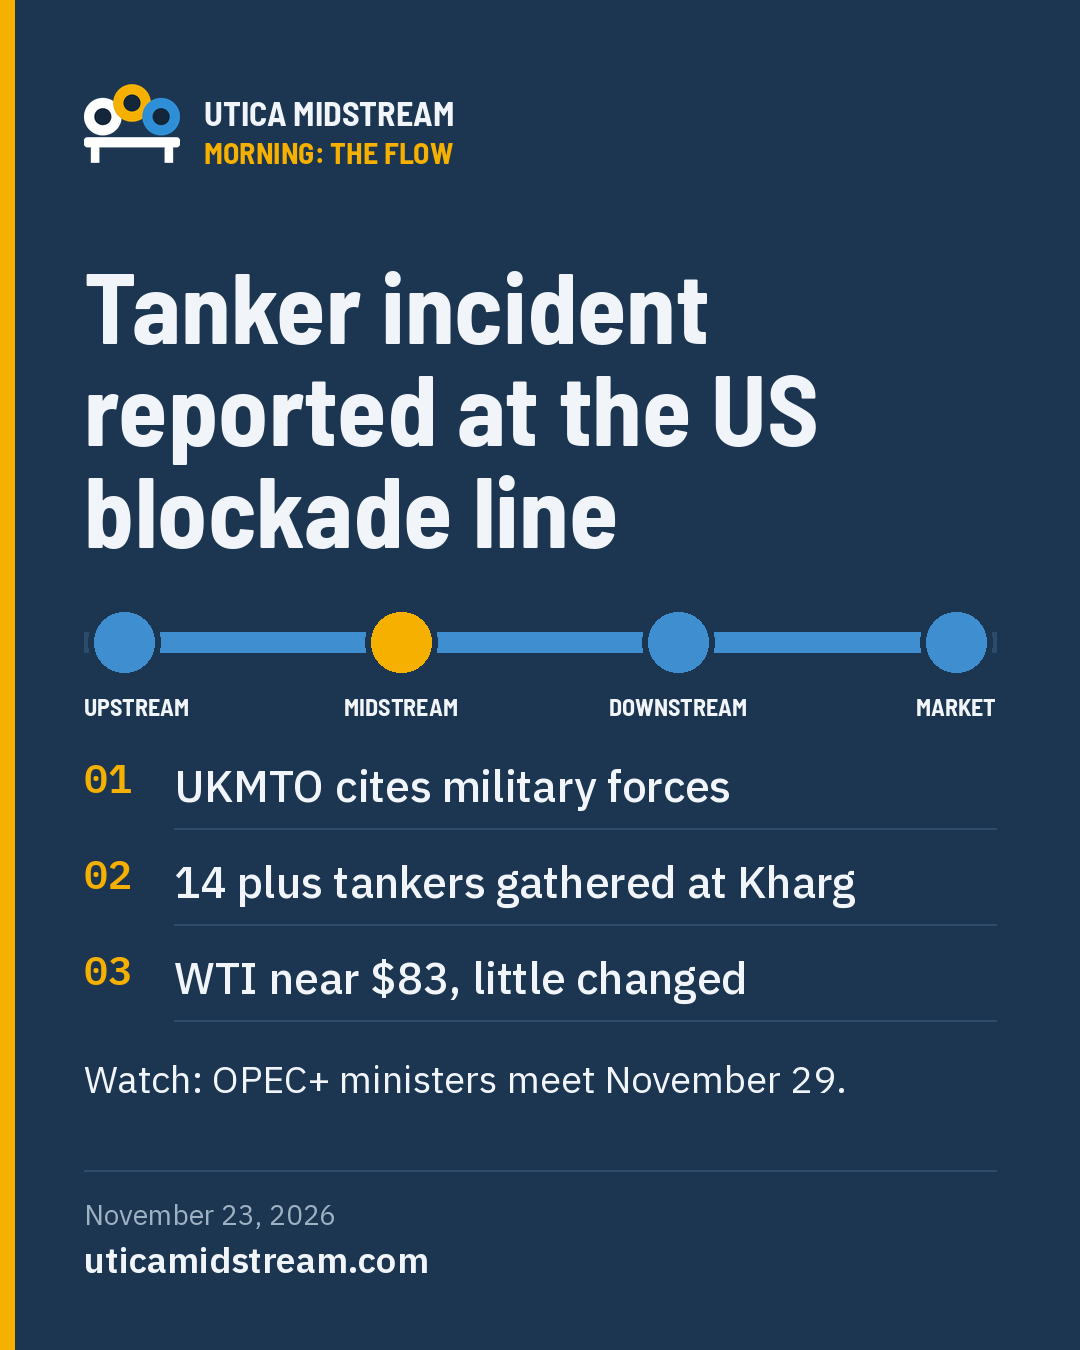 UTICA MIDSTREAM
MORNING: THE FLOW
Tanker incident
reported at the US
blockade line
UPSTREAM MIDSTREAM DOWNSTREAM MARKET
01 UKMTO cites military forces
02 14 plus tankers gathered at Kharg
03 WTI near $83, little changed
Watch: OPEC+ ministers meet November 29.
November 23, 2026
uticamidstream.com